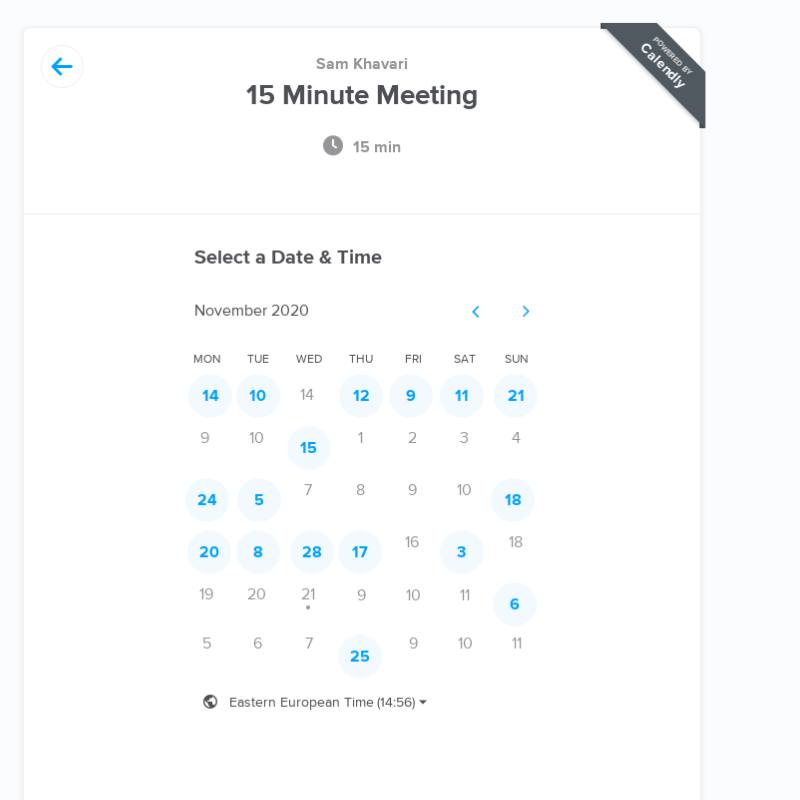 POWERED BY
Calendly
Sam Khavari
15 Minute Meeting
15 min
Select a Date & Time
November 2020
MON TUE WED THU FRI SAT SUN
14 10 14 12 9 11 21
9 10 15 1 2 3 4
24 5 7 8 9 10 18
20 8 28 17 16 3 18
19 20 21 9 10 11 6
5 6 7 25 9 10 11
Eastern European Time (14:56)